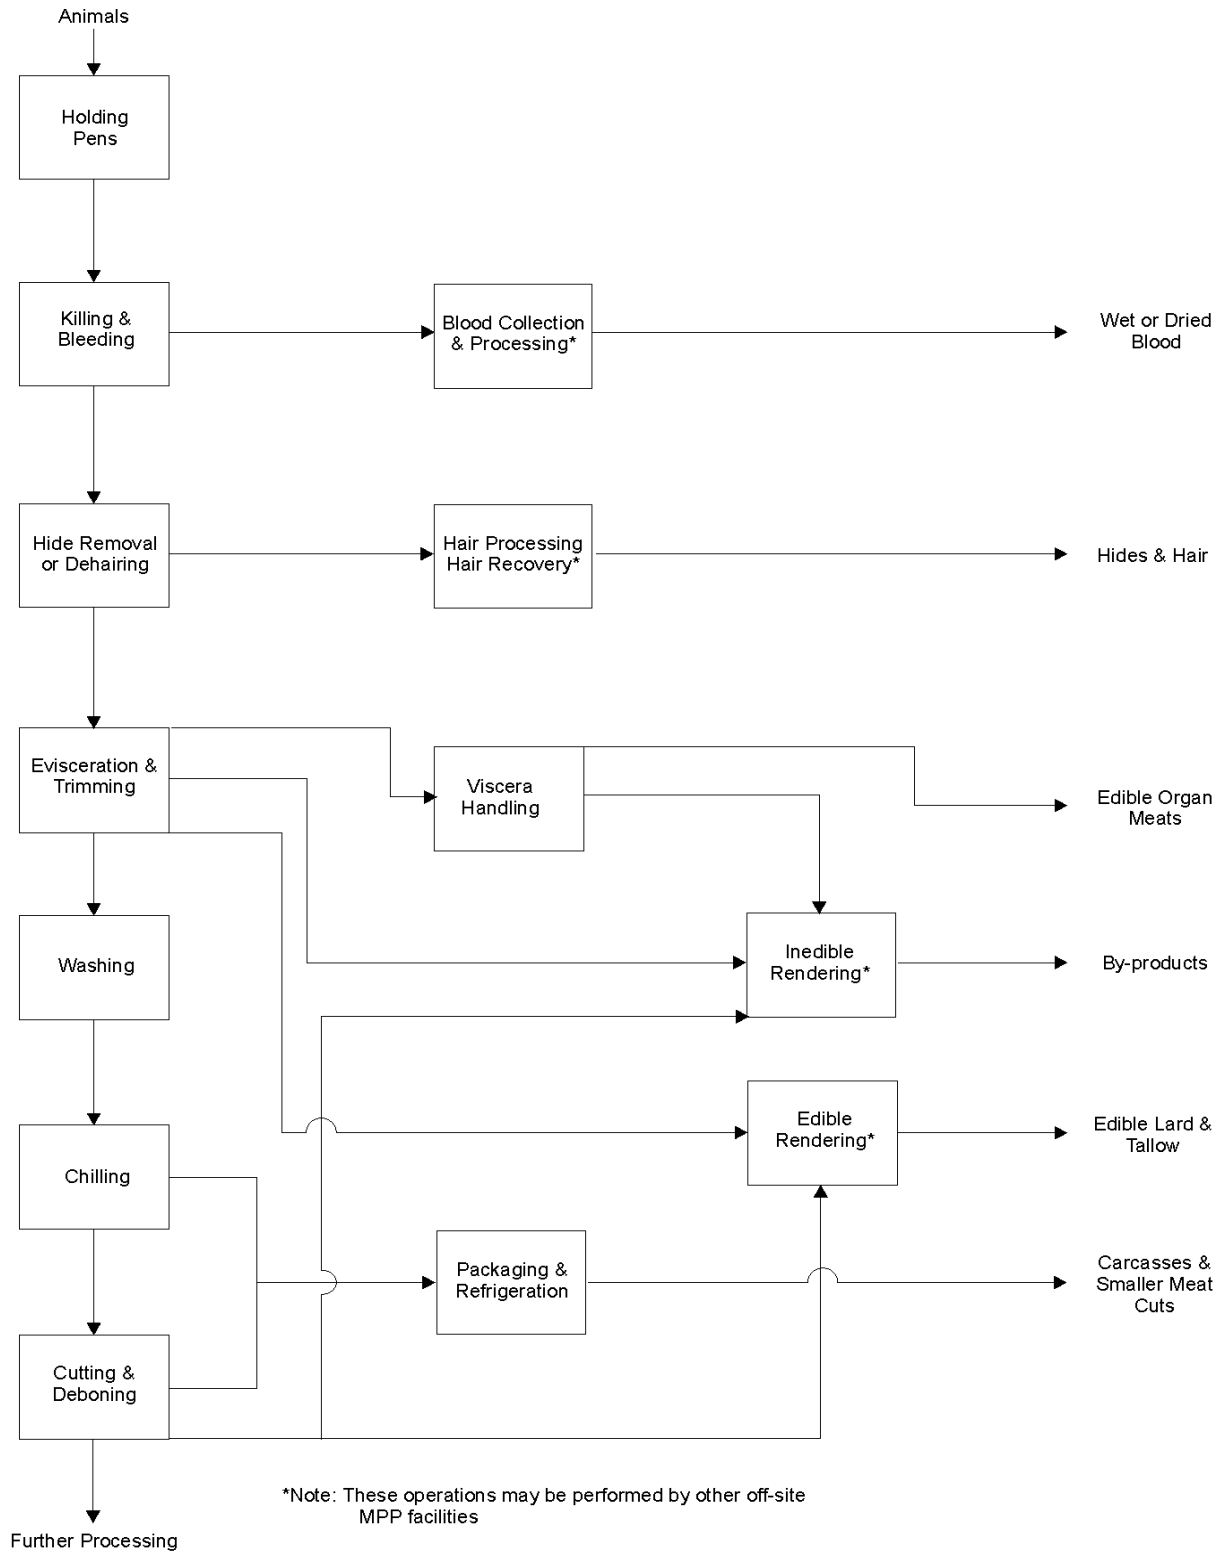 Animals
Holding
Pens
Killing &
Bleeding
Blood Collection
& Processing*
Wet or Dried
Blood
Hide Removal
or Dehairing
Hair Processing
Hair Recovery*
Hides & Hair
Evisceration &
Trimming
Viscera
Handling
Edible Organ
Meats
Washing
Inedible
Rendering*
By-products
Chilling
Edible
Rendering*
Edible Lard &
Tallow
Packaging &
Refrigeration
Carcasses &
Smaller Meat
Cuts
Cutting &
Deboning
*Note: These operations may be performed by other off-site
MPP facilities
Further Processing